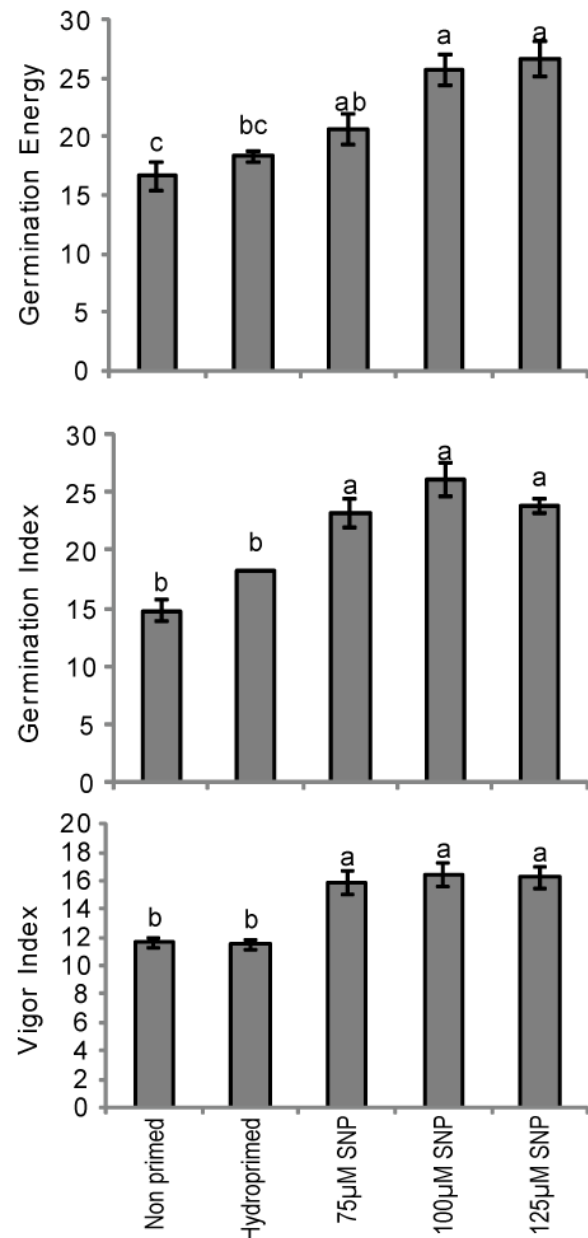 Germination Energy
30
25
20
15
10
5
0
c
bc
ab
a
a
Germination Index
30
25
20
15
10
5
0
b
b
a
a
a
Vigor Index
20
18
16
14
12
10
8
6
4
2
0
b
b
a
a
a
Non primed
Hydroprimed
75µM SNP
100µM SNP
125µM SNP